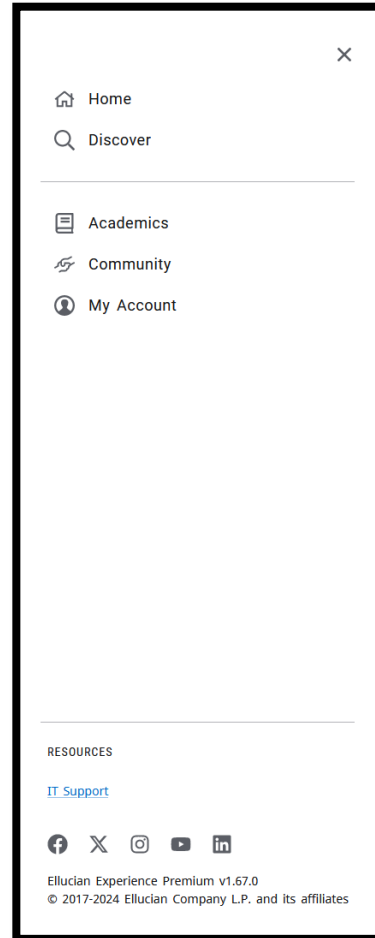 Home
Discover
Academics
Community
My Account
RESOURCES
IT Support
Ellucian Experience Premium v1.67.0
© 2017-2024 Ellucian Company L.P. and its affiliates